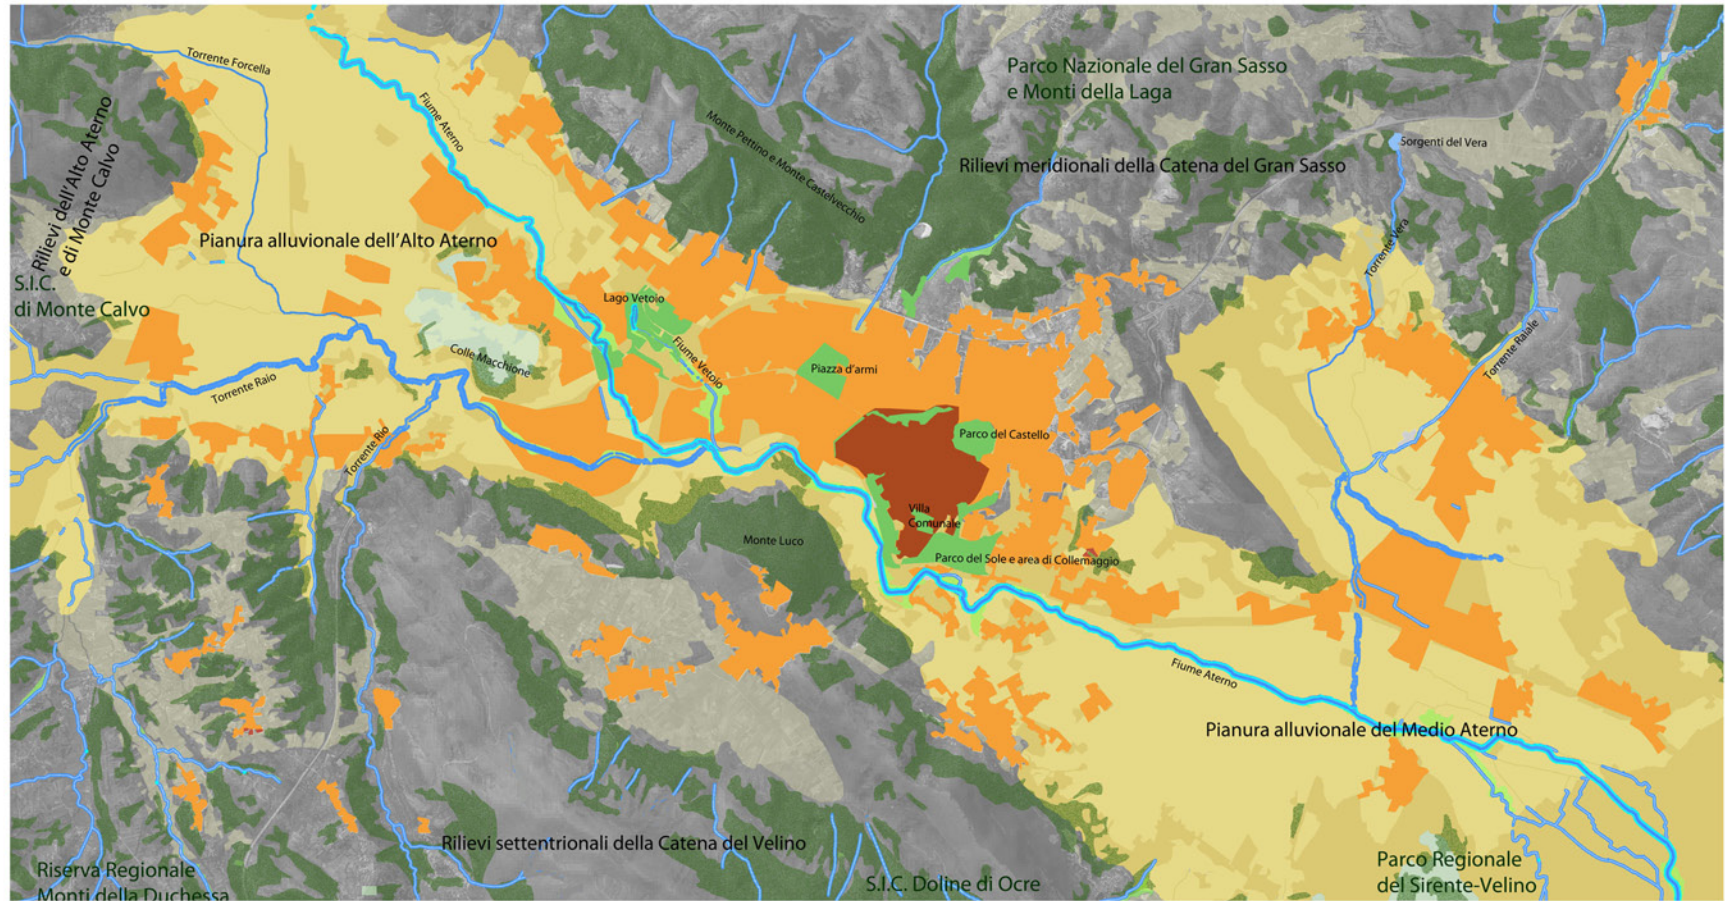 Torrente Forcella
Fiume Aterno
Parco Nazionale del Gran Sasso
e Monti della Laga
Monte Pettino e Monte Castelvecchio
Rilievi meridionali della Catena del Gran Sasso
Sorgenti del Vera
Rilievi dell'Alto Aterno
e di Monte Calvo
Pianura alluvionale dell'Alto Aterno
Torrente Vera
S.I.C.
di Monte Calvo
Lago Vetoio
Colle Macchione
Fiume Vetoio
Piazza d'armi
Torrente Raiale
Torrente Raio
Torrente Rio
Parco del Castello
Villa
Comunale
Monte Luco
Parco del Sole e area di Collemaggio
Fiume Aterno
Pianura alluvionale del Medio Aterno
Rilievi settentrionali della Catena del Velino
Riserva Regionale
Monti della Duchessa
S.I.C. Doline di Ocre
Parco Regionale
del Sirente-Velino